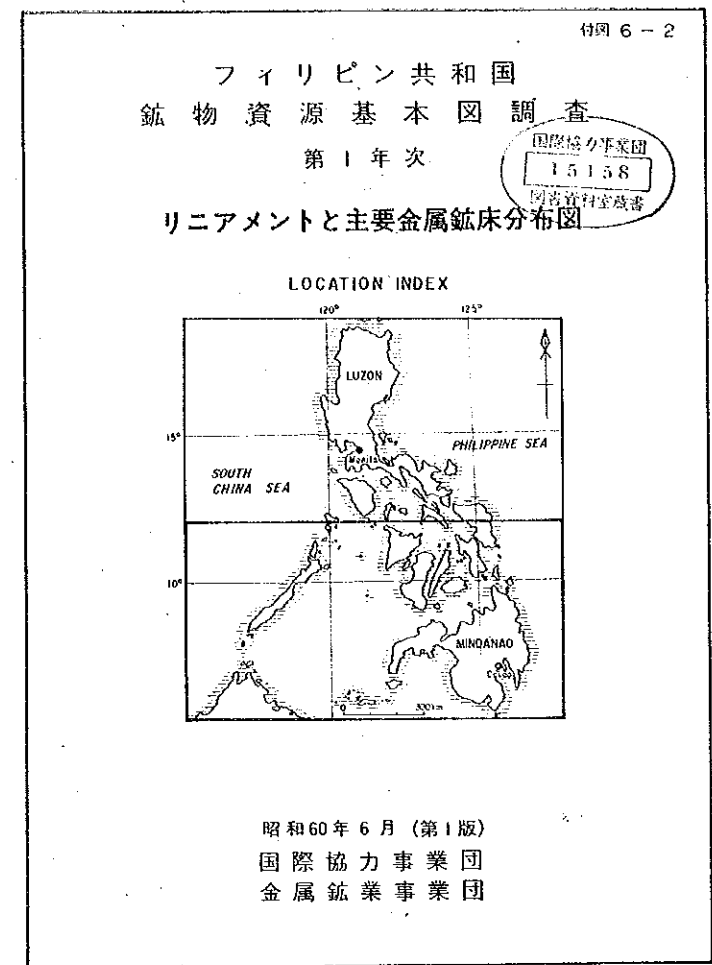 付図 6 - 2
フィリピン共和国
鉱物資源基本図調査
第1年次
国際協力事業団
15158
図書資料室蔵書
リニアメントと主要金属鉱床分布図
LOCATION INDEX
120° 125°
LUZON
15°
PHILIPPINE SEA
Manila
SOUTH
CHINA SEA
10°
MINDANAO
Davao
0 300km
昭和60年6月 (第1版)
国際協力事業団
金属鉱業事業団